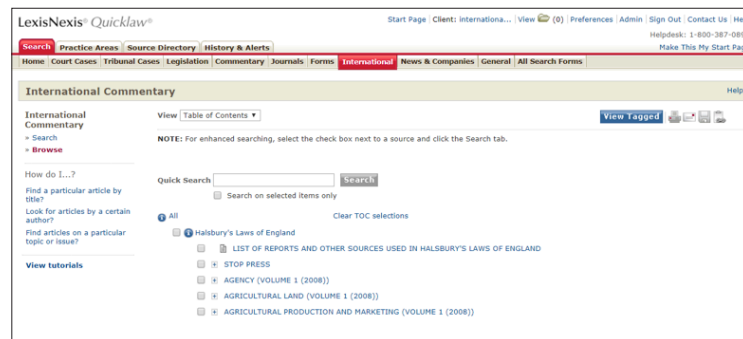 LexisNexis® Quicklaw®
Start Page | Client: internationa... | View (0) | Preferences | Admin | Sign Out | Contact Us | He
Helpdesk: 1-800-387-089
Make This My Start Pag
Search Practice Areas Source Directory History & Alerts
Home Court Cases Tribunal Cases Legislation Commentary Journals Forms International News & Companies General All Search Forms
International Commentary
Help
International
Commentary
» Search
» Browse
How do I...?
Find a particular article by
title?
Look for articles by a certain
author?
Find articles on a particular
topic or issue?
View tutorials
View Table of Contents
View Tagged
NOTE: For enhanced searching, select the check box next to a source and click the Search tab.
Quick Search Search
Search on selected items only
All Clear TOC selections
Halsbury's Laws of England
LIST OF REPORTS AND OTHER SOURCES USED IN HALSBURY'S LAWS OF ENGLAND
STOP PRESS
AGENCY (VOLUME 1 (2008))
AGRICULTURAL LAND (VOLUME 1 (2008))
AGRICULTURAL PRODUCTION AND MARKETING (VOLUME 1 (2008))